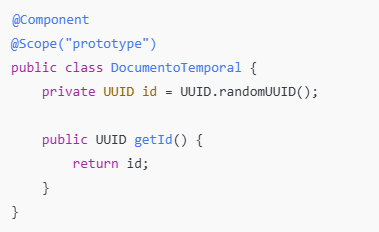 @Component
@Scope("prototype")
public class DocumentoTemporal {
    private UUID id = UUID.randomUUID();

    public UUID getId() {
        return id;
    }
}